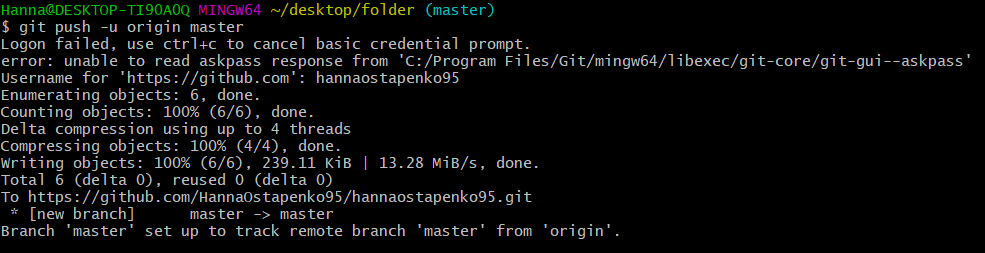 Hanna@DESKTOP-TI9OAOQ MINGW64 ~/desktop/folder (master)
$ git push -u origin master
Logon failed, use ctrl+c to cancel basic credential prompt.
error: unable to read askpass response from 'C:/Program Files/Git/mingw64/libexec/git-core/git-gui--askpass'
Username for 'https://github.com': hannaostapenko95
Enumerating objects: 6, done.
Counting objects: 100% (6/6), done.
Delta compression using up to 4 threads
Compressing objects: 100% (4/4), done.
Writing objects: 100% (6/6), 239.11 KiB | 13.28 MiB/s, done.
Total 6 (delta 0), reused 0 (delta 0)
To https://github.com/HannaOstapenko95/hannaostapenko95.git
 * [new branch]      master -> master
Branch 'master' set up to track remote branch 'master' from 'origin'.